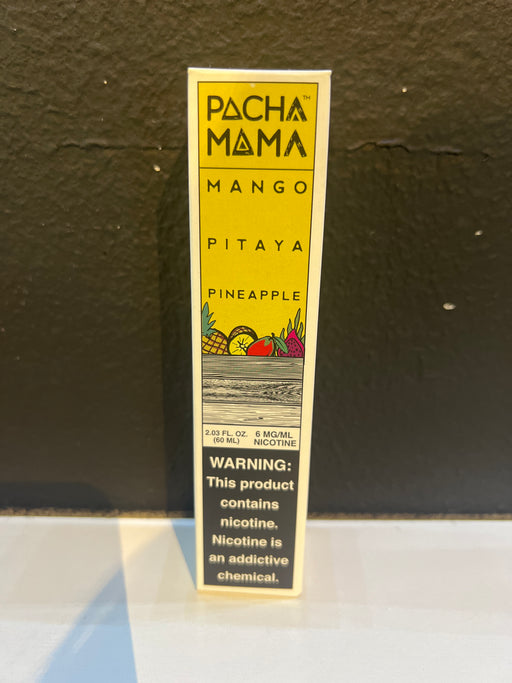 PACHA™
MAMA
MANGO
PITAYA
PINEAPPLE
2.03 FL. OZ. 6 MG/ML
(60 ML) NICOTINE
WARNING:
This product
contains
nicotine.
Nicotine is
an addictive
chemical.